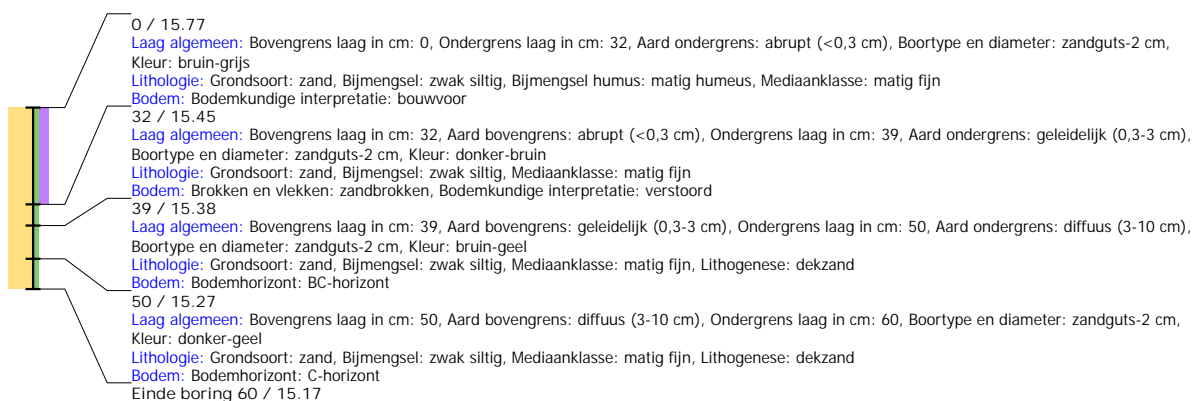 0 / 15.77
Laag algemeen: Bovengrens laag in cm: 0, Ondergrens laag in cm: 32, Aard ondergrens: abrupt (<0,3 cm), Boortype en diameter: zandguts-2 cm,
Kleur: bruin-grijs
Lithologie: Grondsoort: zand, Bijmengsel: zwak siltig, Bijmengsel humus: matig humeus, Mediaanklasse: matig fijn
Bodem: Bodemkundige interpretatie: bouwvoor
32 / 15.45
Laag algemeen: Bovengrens laag in cm: 32, Aard bovengrens: abrupt (<0,3 cm), Ondergrens laag in cm: 39, Aard ondergrens: geleidelijk (0,3-3 cm),
Boortype en diameter: zandguts-2 cm, Kleur: donker-bruin
Lithologie: Grondsoort: zand, Bijmengsel: zwak siltig, Mediaanklasse: matig fijn
Bodem: Brokken en vlekken: zandbrokken, Bodemkundige interpretatie: verstoord
39 / 15.38
Laag algemeen: Bovengrens laag in cm: 39, Aard bovengrens: geleidelijk (0,3-3 cm), Ondergrens laag in cm: 50, Aard ondergrens: diffuus (3-10 cm),
Boortype en diameter: zandguts-2 cm, Kleur: bruin-geel
Lithologie: Grondsoort: zand, Bijmengsel: zwak siltig, Mediaanklasse: matig fijn, Lithogenese: dekzand
Bodem: Bodemhorizont: BC-horizont
50 / 15.27
Laag algemeen: Bovengrens laag in cm: 50, Aard bovengrens: diffuus (3-10 cm), Ondergrens laag in cm: 60, Boortype en diameter: zandguts-2 cm,
Kleur: donker-geel
Lithologie: Grondsoort: zand, Bijmengsel: zwak siltig, Mediaanklasse: matig fijn, Lithogenese: dekzand
Bodem: Bodemhorizont: C-horizont
Einde boring 60 / 15.17